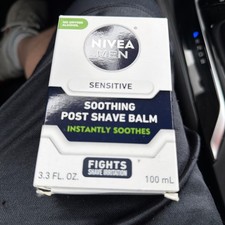 NIVEA
MEN
SENSITIVE
SOOTHING
POST SHAVE BALM
INSTANTLY SOOTHES
FIGHTS
SHAVE IRRITATION
3.3 FL. OZ. 100 mL